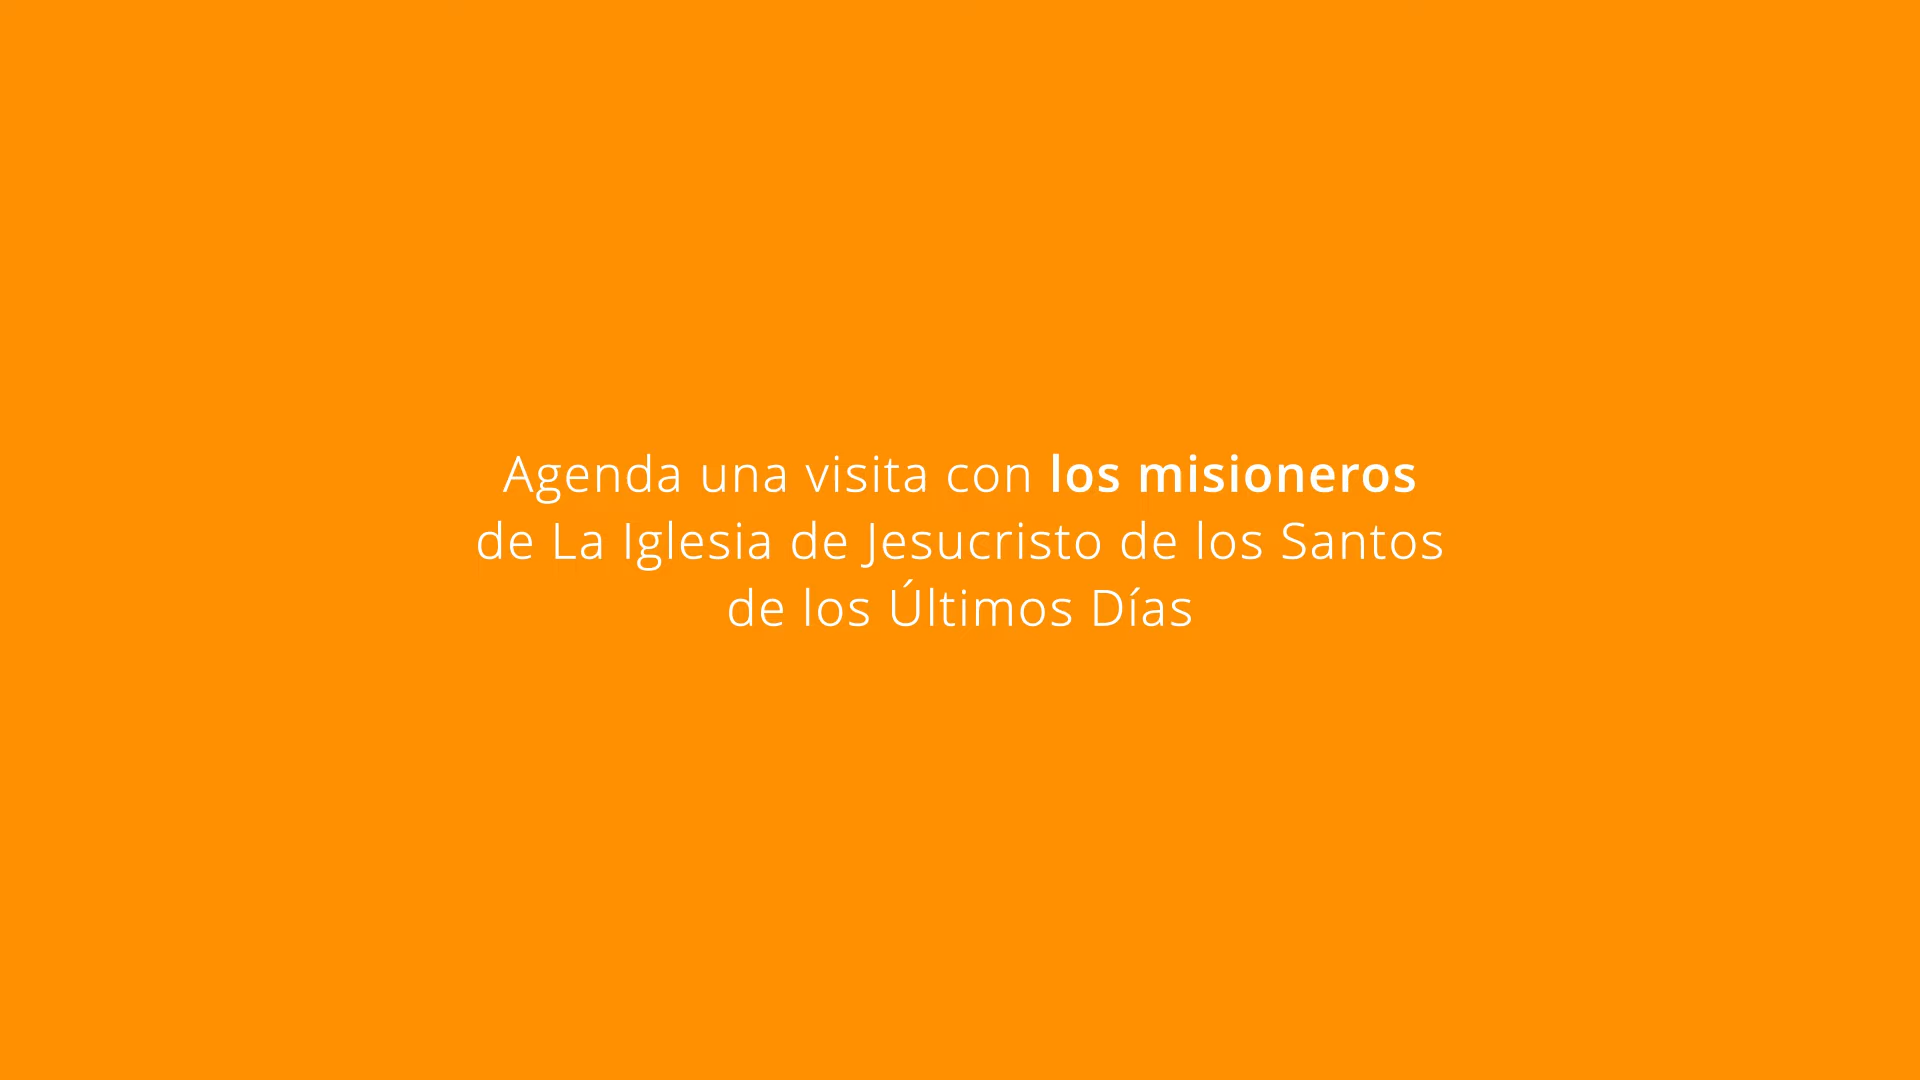 Agenda una visita con los misioneros
de La Iglesia de Jesucristo de los Santos
de los Últimos Días